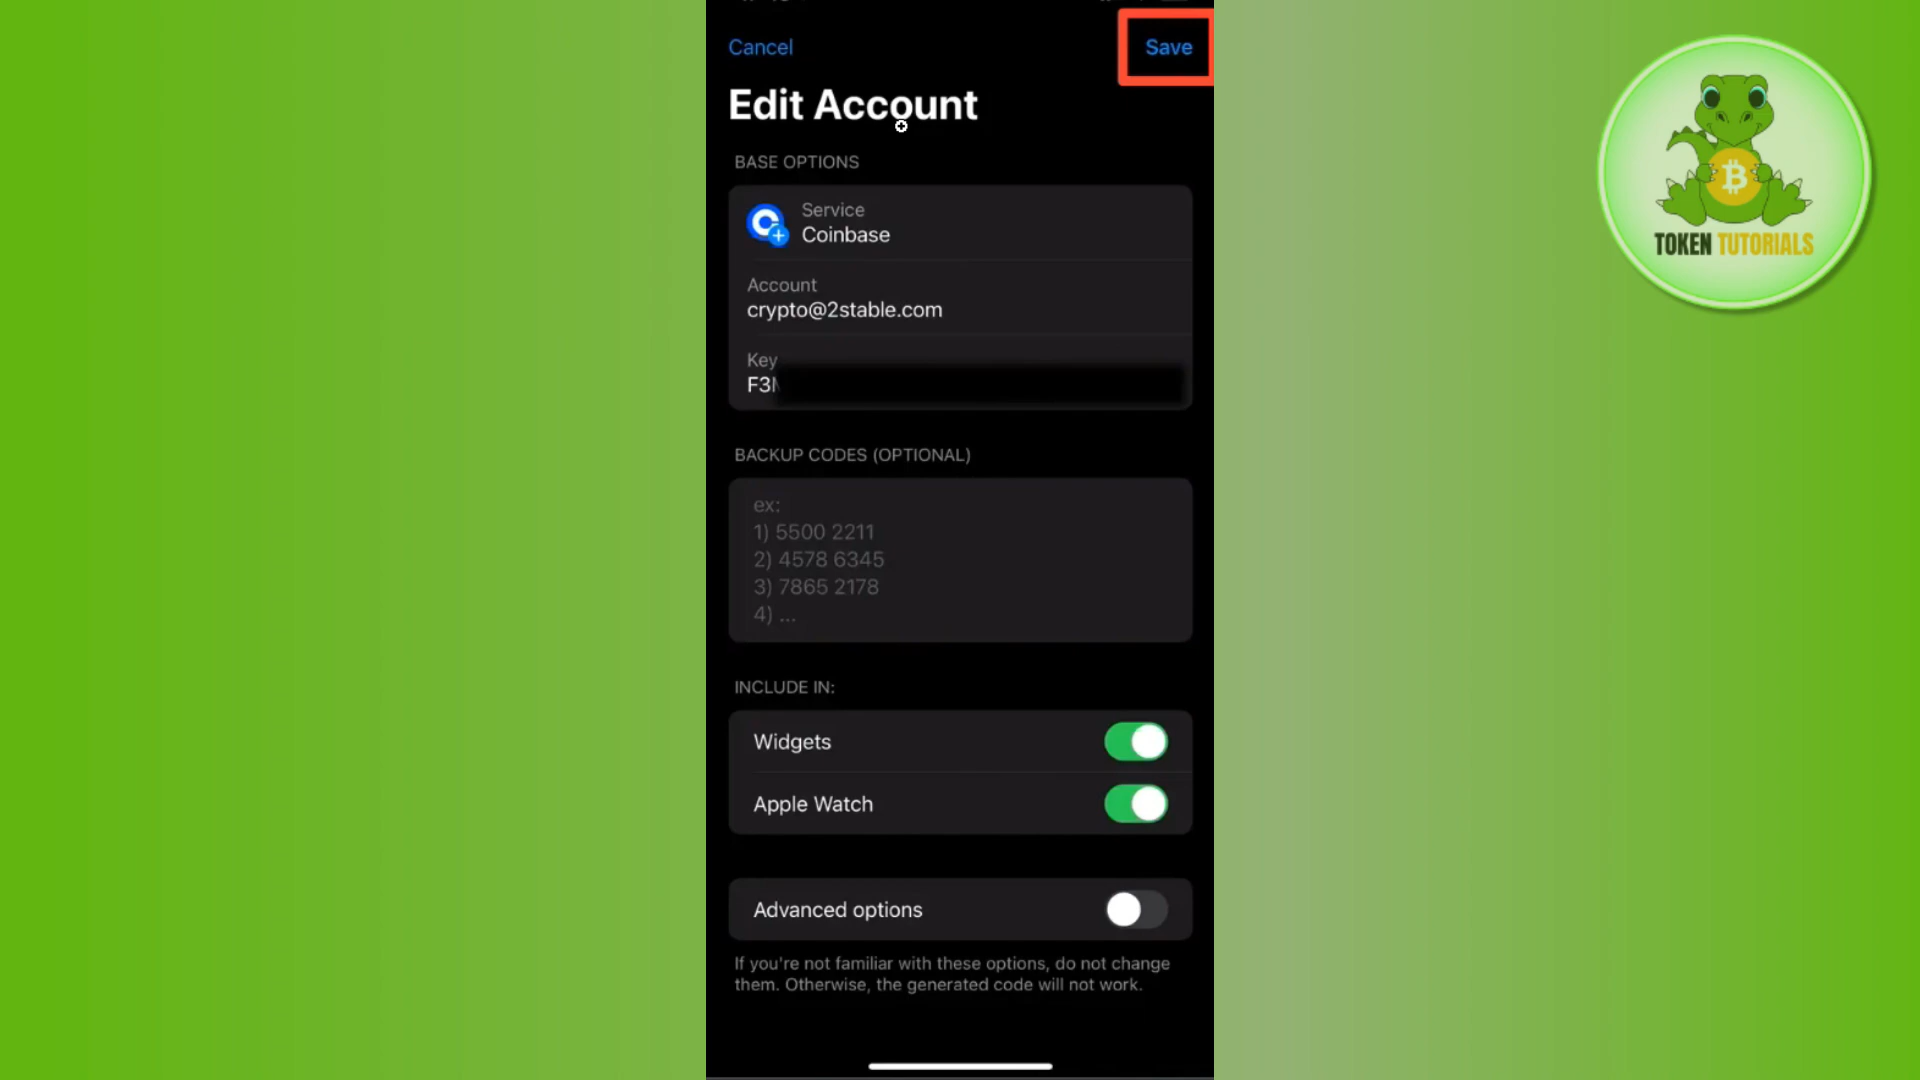 Cancel
Save
Edit Account
BASE OPTIONS
Service
Coinbase
Account
crypto@2stable.com
Key
F3
BACKUP CODES (OPTIONAL)
ex:
1) 5500 2211
2) 4578 6345
3) 7865 2178
4) ...
INCLUDE IN:
Widgets
Apple Watch
Advanced options
If you're not familiar with these options, do not change
them. Otherwise, the generated code will not work.
TOKEN TUTORIALS